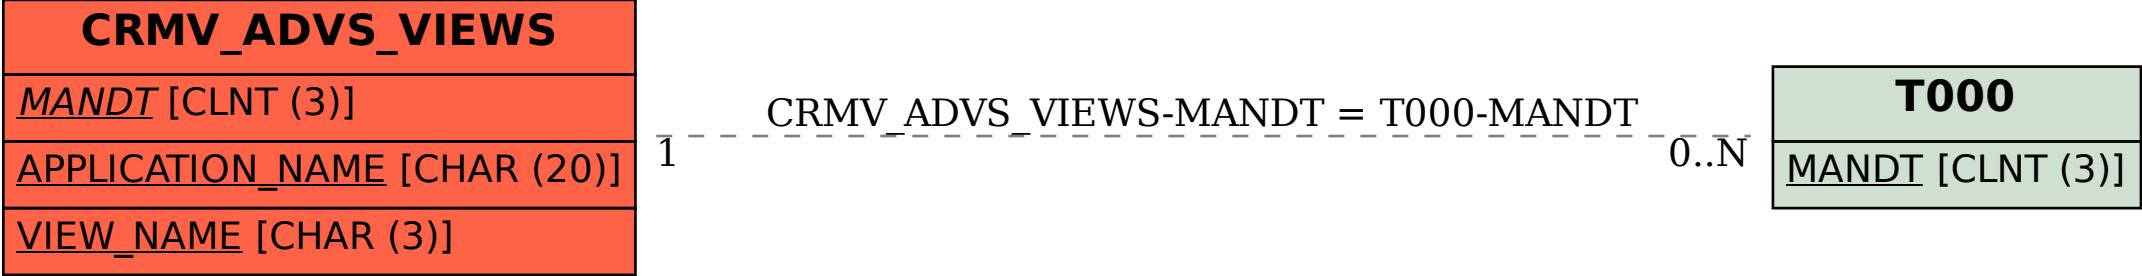 CRMV_ADVS_VIEWS
MANDT [CLNT (3)]
APPLICATION_NAME [CHAR (20)]
VIEW_NAME [CHAR (3)]
CRMV_ADVS_VIEWS-MANDT = T000-MANDT
1
0..N
T000
MANDT [CLNT (3)]